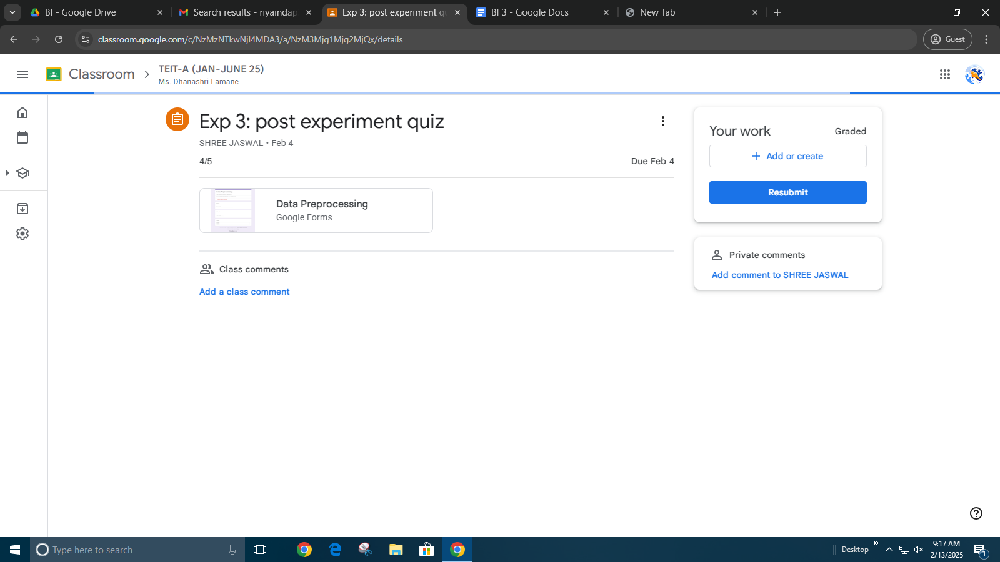 BI - Google Drive
Search results - riyaindap
Exp 3: post experiment qu
BI 3 - Google Docs
New Tab
classroom.google.com/c/NzMzNTkwNjI4MDA3/a/NzM3Mjg1Mjg2MjQx/details
Guest
Classroom
TEIT-A (JAN-JUNE 25)
Ms. Dhanashri Lamane
Exp 3: post experiment quiz
SHREE JASWAL • Feb 4
4/5
Due Feb 4
Data Preprocessing
Google Forms
Class comments
Add a class comment
Your work
Graded
+ Add or create
Resubmit
Private comments
Add comment to SHREE JASWAL
Type here to search
Desktop
9:17 AM
2/13/2025
1